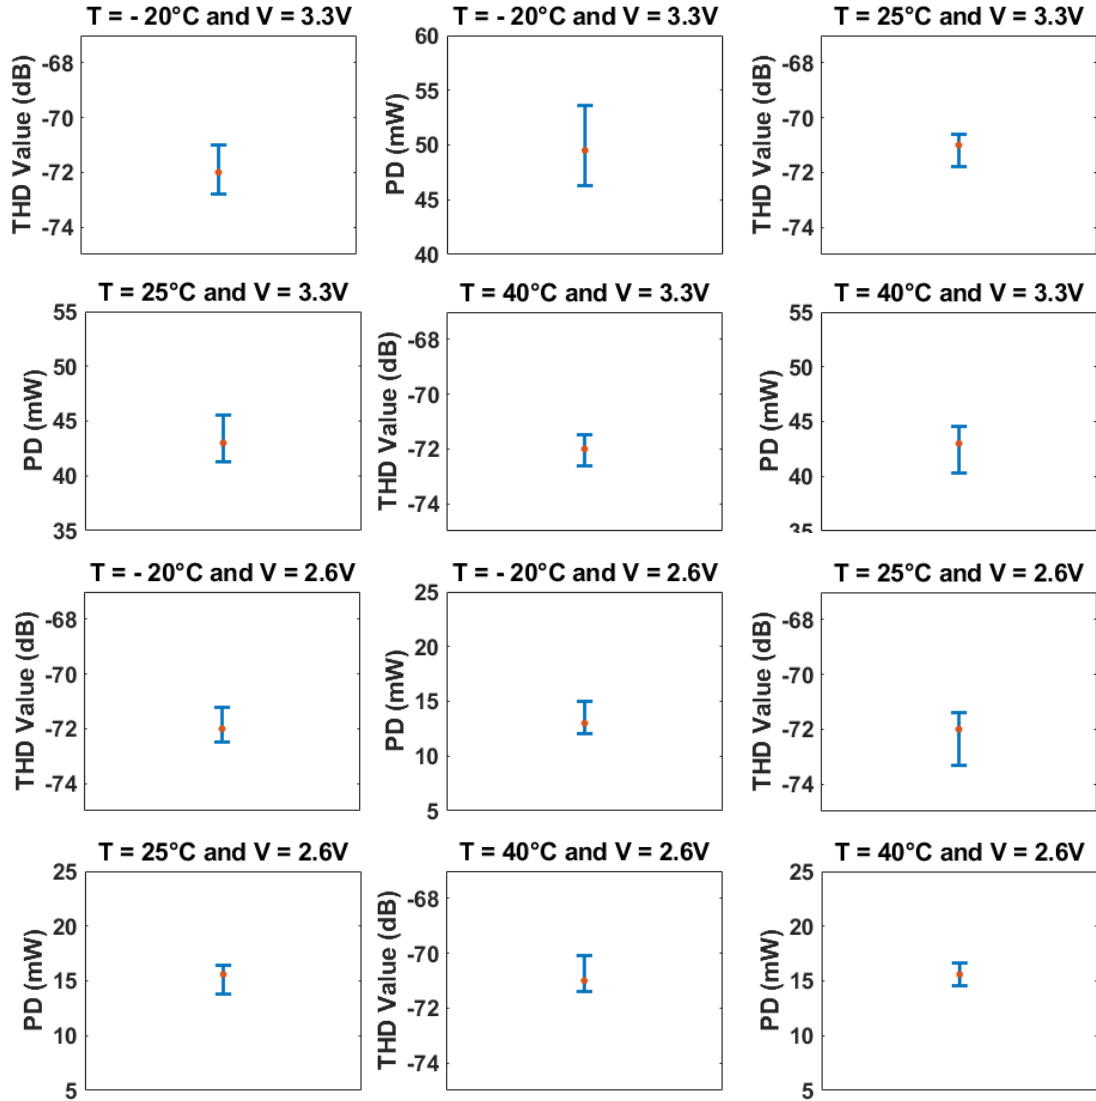 T = - 20°C and V = 3.3V
THD Value (dB)
-68
-70
-72
-74
T = - 20°C and V = 3.3V
PD (mW)
60
55
50
45
40
T = 25°C and V = 3.3V
THD Value (dB)
-68
-70
-72
-74
T = 25°C and V = 3.3V
PD (mW)
55
50
45
40
35
T = 40°C and V = 3.3V
THD Value (dB)
-68
-70
-72
-74
T = 40°C and V = 3.3V
PD (mW)
55
50
45
40
35
T = - 20°C and V = 2.6V
THD Value (dB)
-68
-70
-72
-74
T = - 20°C and V = 2.6V
PD (mW)
25
20
15
10
5
T = 25°C and V = 2.6V
THD Value (dB)
-68
-70
-72
-74
T = 25°C and V = 2.6V
PD (mW)
25
20
15
10
5
T = 40°C and V = 2.6V
THD Value (dB)
-68
-70
-72
-74
T = 40°C and V = 2.6V
PD (mW)
25
20
15
10
5